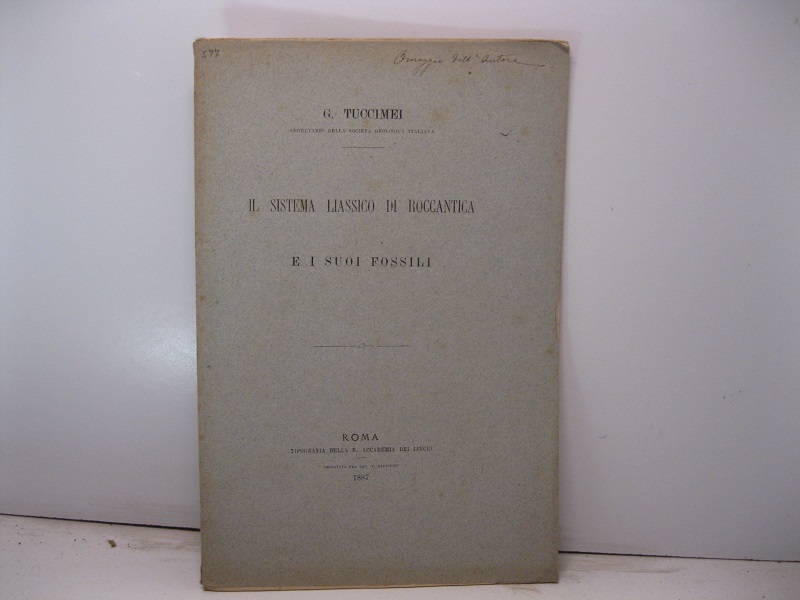 577
Omaggio dell'Autore
G. TUCCIMEI
SEGRETARIO DELLA SOCIETÀ GEOLOGICA ITALIANA
IL SISTEMA LIASSICO DI ROCCANTICA
E I SUOI FOSSILI
ROMA
TIPOGRAFIA DELLA R. ACCADEMIA DEI LINCEI
1887